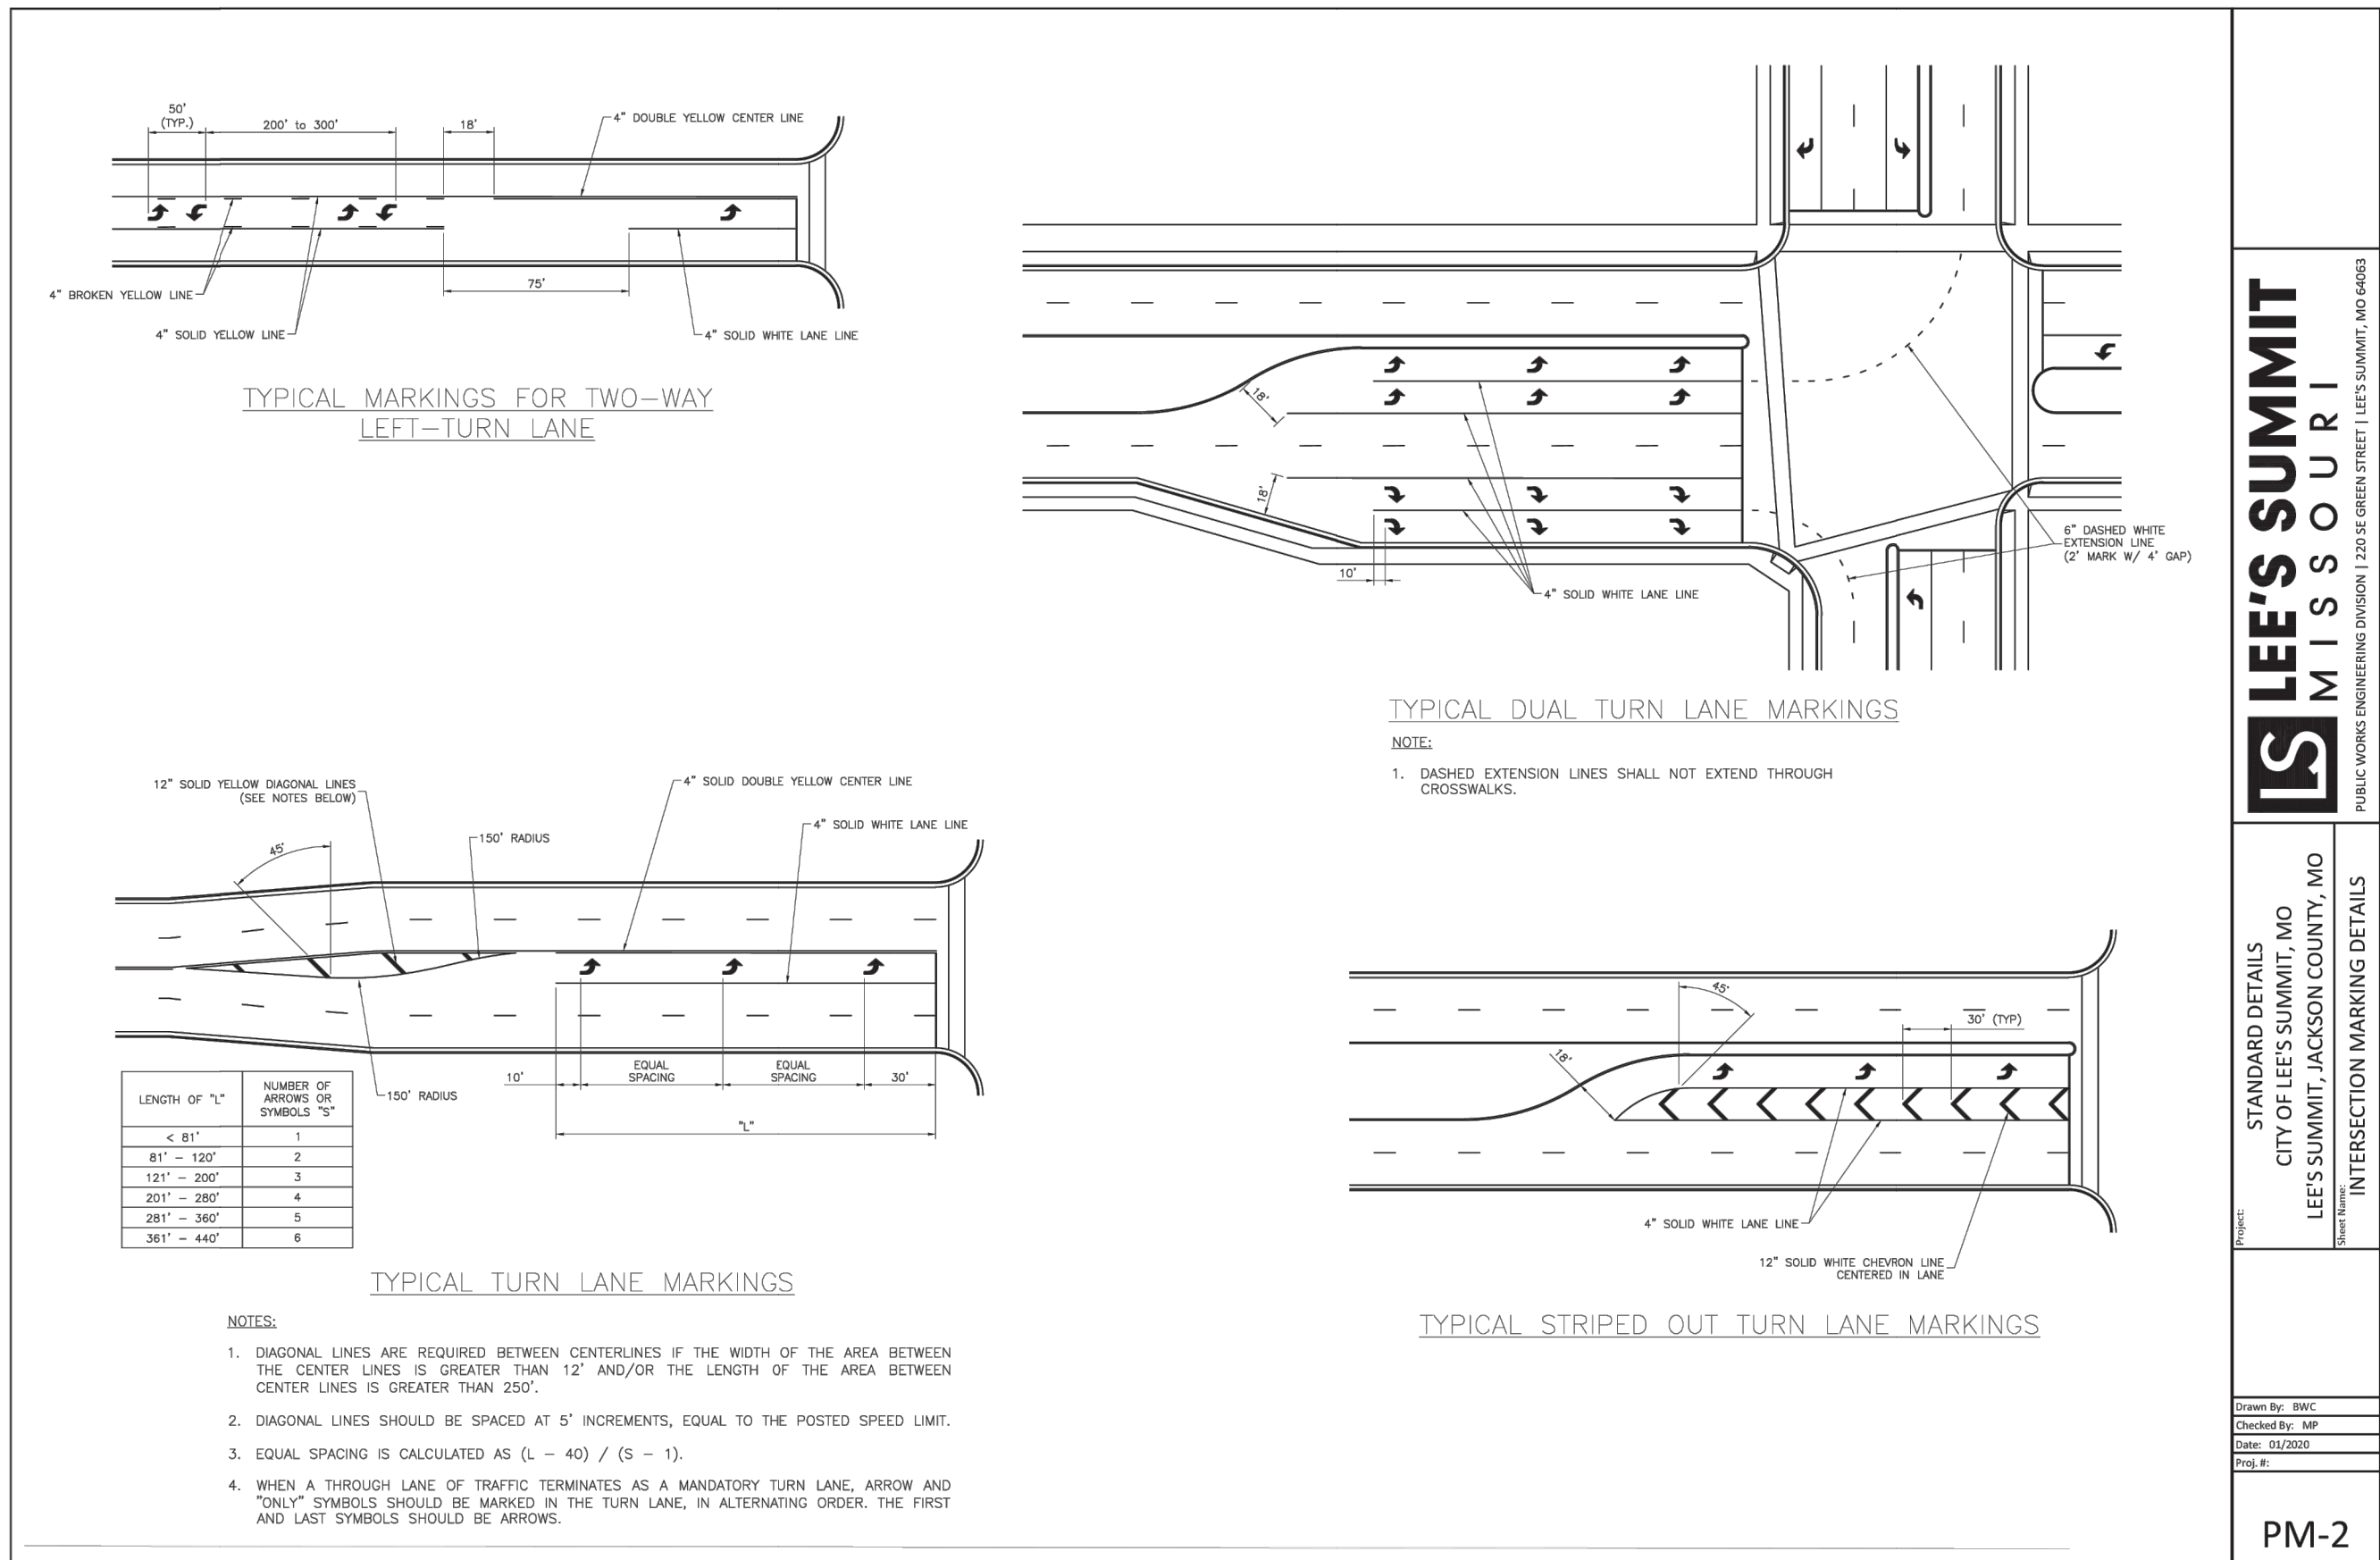 50'
(TYP.)
200' to 300'
18'
4" DOUBLE YELLOW CENTER LINE
4" BROKEN YELLOW LINE
4" SOLID YELLOW LINE
75'
4" SOLID WHITE LANE LINE
TYPICAL MARKINGS FOR TWO-WAY
LEFT-TURN LANE
18'
18'
10'
4" SOLID WHITE LANE LINE
6" DASHED WHITE
EXTENSION LINE
(2' MARK W/ 4' GAP)
TYPICAL DUAL TURN LANE MARKINGS
NOTE:
1. DASHED EXTENSION LINES SHALL NOT EXTEND THROUGH
CROSSWALKS.
12" SOLID YELLOW DIAGONAL LINES
(SEE NOTES BELOW)
4" SOLID DOUBLE YELLOW CENTER LINE
4" SOLID WHITE LANE LINE
150' RADIUS
45°
10'
EQUAL
SPACING
EQUAL
SPACING
30'
150' RADIUS
"L"
LENGTH OF "L"
NUMBER OF
ARROWS OR
SYMBOLS "S"
< 81' 1
81' – 120' 2
121' – 200' 3
201' – 280' 4
281' – 360' 5
361' – 440' 6
TYPICAL TURN LANE MARKINGS
NOTES:
1. DIAGONAL LINES ARE REQUIRED BETWEEN CENTERLINES IF THE WIDTH OF THE AREA BETWEEN
THE CENTER LINES IS GREATER THAN 12' AND/OR THE LENGTH OF THE AREA BETWEEN
CENTER LINES IS GREATER THAN 250'.
2. DIAGONAL LINES SHOULD BE SPACED AT 5' INCREMENTS, EQUAL TO THE POSTED SPEED LIMIT.
3. EQUAL SPACING IS CALCULATED AS (L – 40) / (S – 1).
4. WHEN A THROUGH LANE OF TRAFFIC TERMINATES AS A MANDATORY TURN LANE, ARROW AND
"ONLY" SYMBOLS SHOULD BE MARKED IN THE TURN LANE, IN ALTERNATING ORDER. THE FIRST
AND LAST SYMBOLS SHOULD BE ARROWS.
45°
30' (TYP)
18'
4" SOLID WHITE LANE LINE
12" SOLID WHITE CHEVRON LINE
CENTERED IN LANE
TYPICAL STRIPED OUT TURN LANE MARKINGS
LS
LEE'S SUMMIT
MISSOURI
PUBLIC WORKS ENGINEERING DIVISION | 220 SE GREEN STREET | LEE'S SUMMIT, MO 64063
Project:
STANDARD DETAILS
CITY OF LEE'S SUMMIT, MO
LEE'S SUMMIT, JACKSON COUNTY, MO
Sheet Name:
INTERSECTION MARKING DETAILS
Drawn By: BWC
Checked By: MP
Date: 01/2020
Proj. #:
PM-2